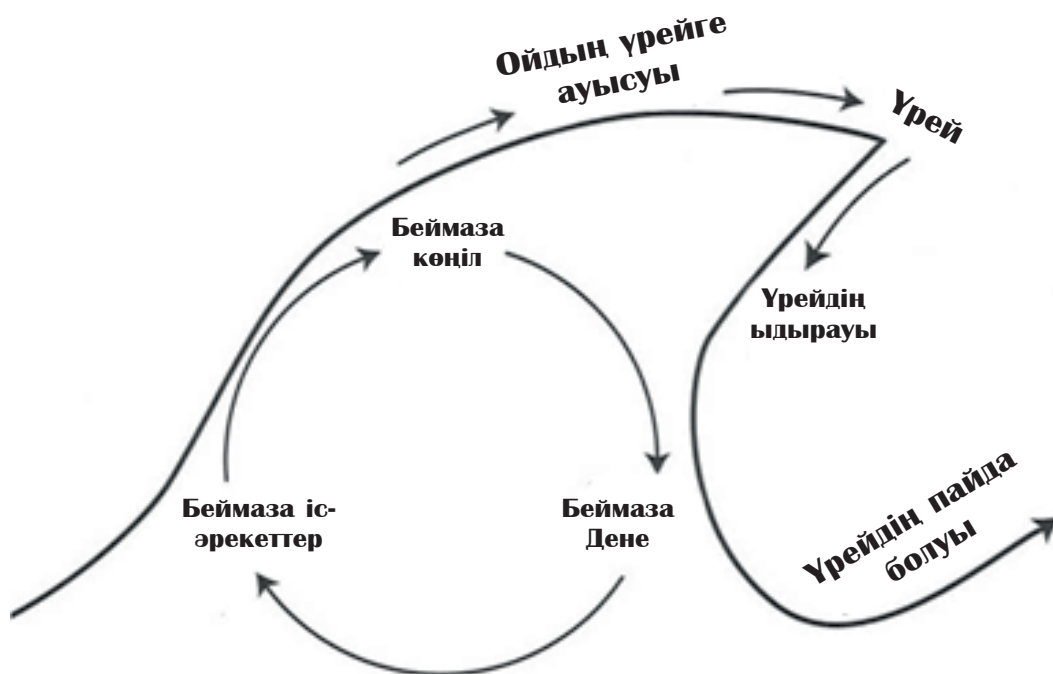 Ойдың үрейге
ауысуы
Үрей
Беймаза
көңіл
Үрейдің
ыдырауы
Беймаза іс-
әрекеттер
Беймаза
Дене
Үрейдің пайда
болуы